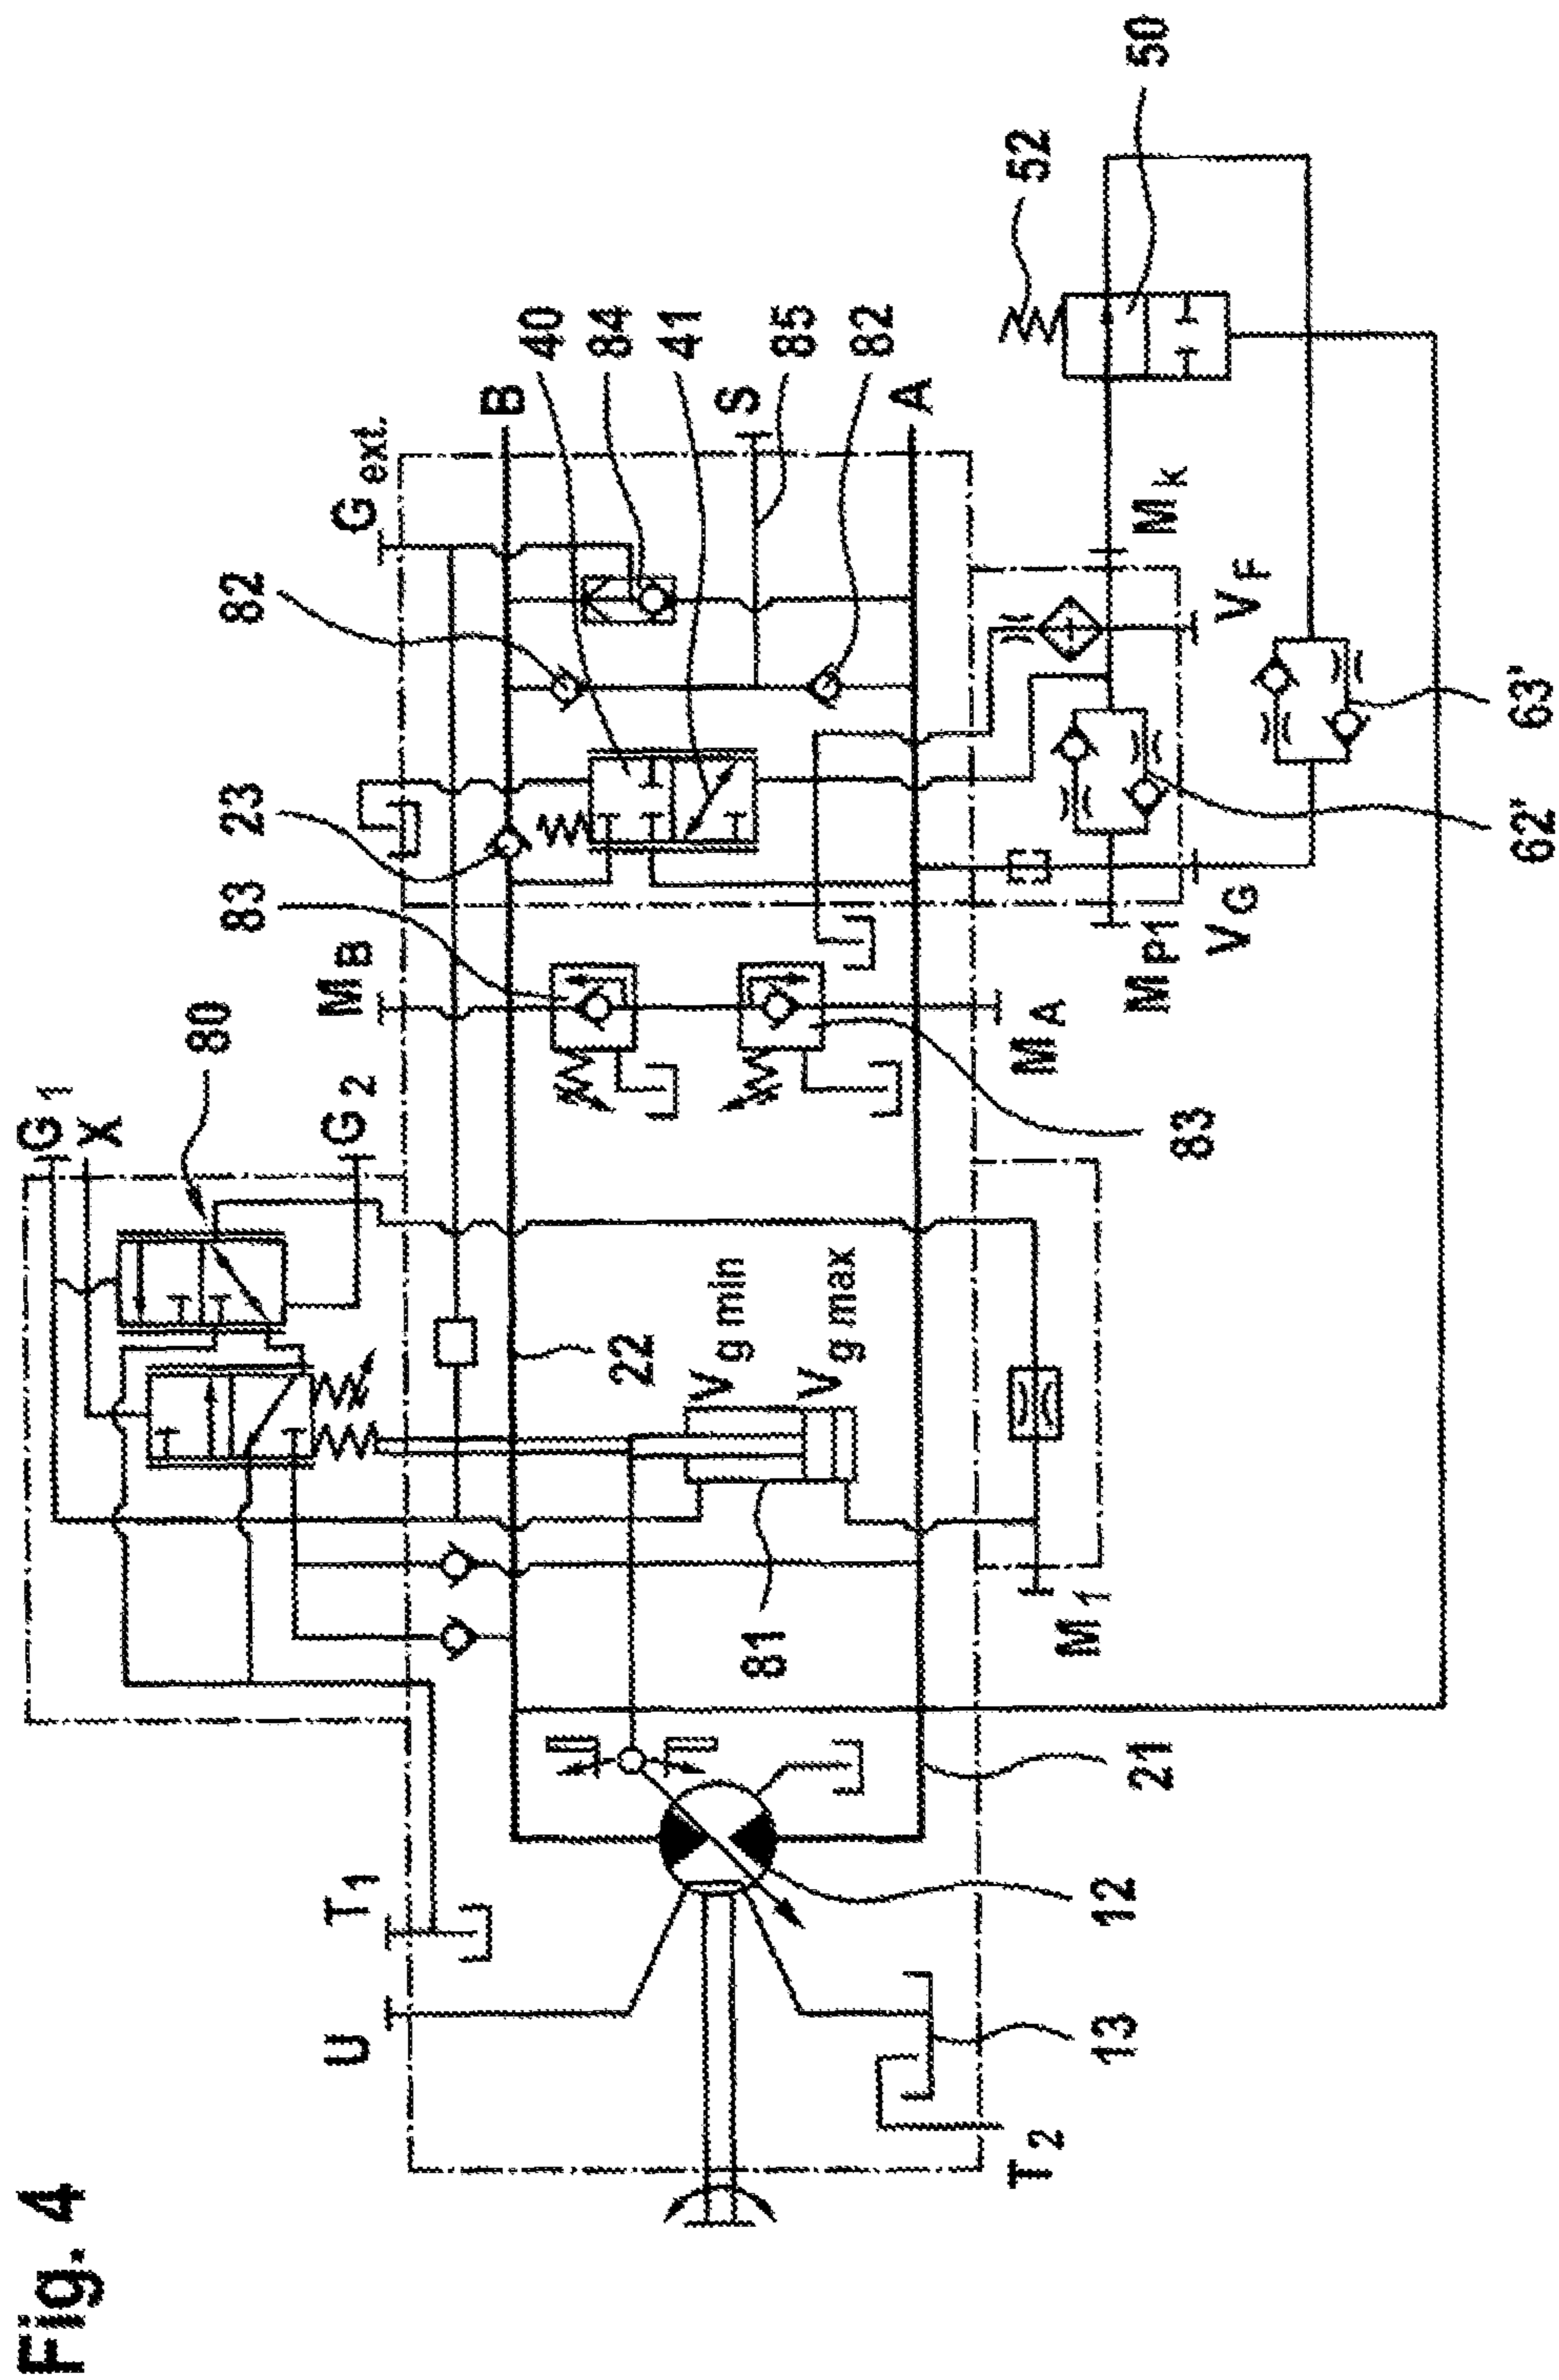 Fig. 4
G1
X
80
G2
MB
83
23
82
Gext.
B
40
84
41
S
85
82
A
52
50
U
T1
22
Vg min
Vg max
81
M1
83
MA
MP1
VG
MK
VF
62'
63'
T2
13
12
21